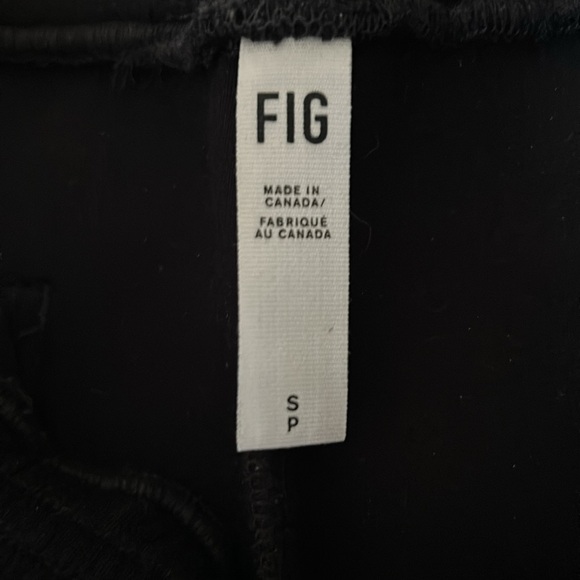 FIG
MADE IN
CANADA/
FABRIQUÉ
AU CANADA
S
P